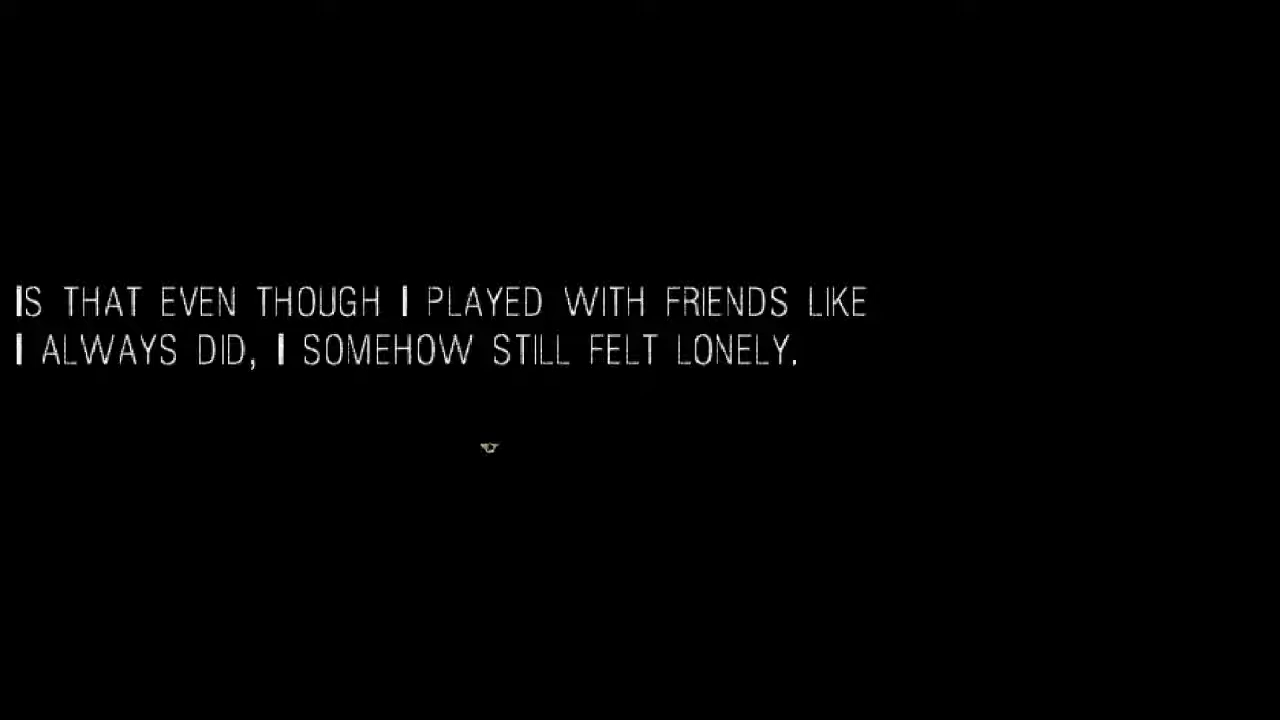 Is that even though I played with friends like
I always did, I somehow still felt lonely.